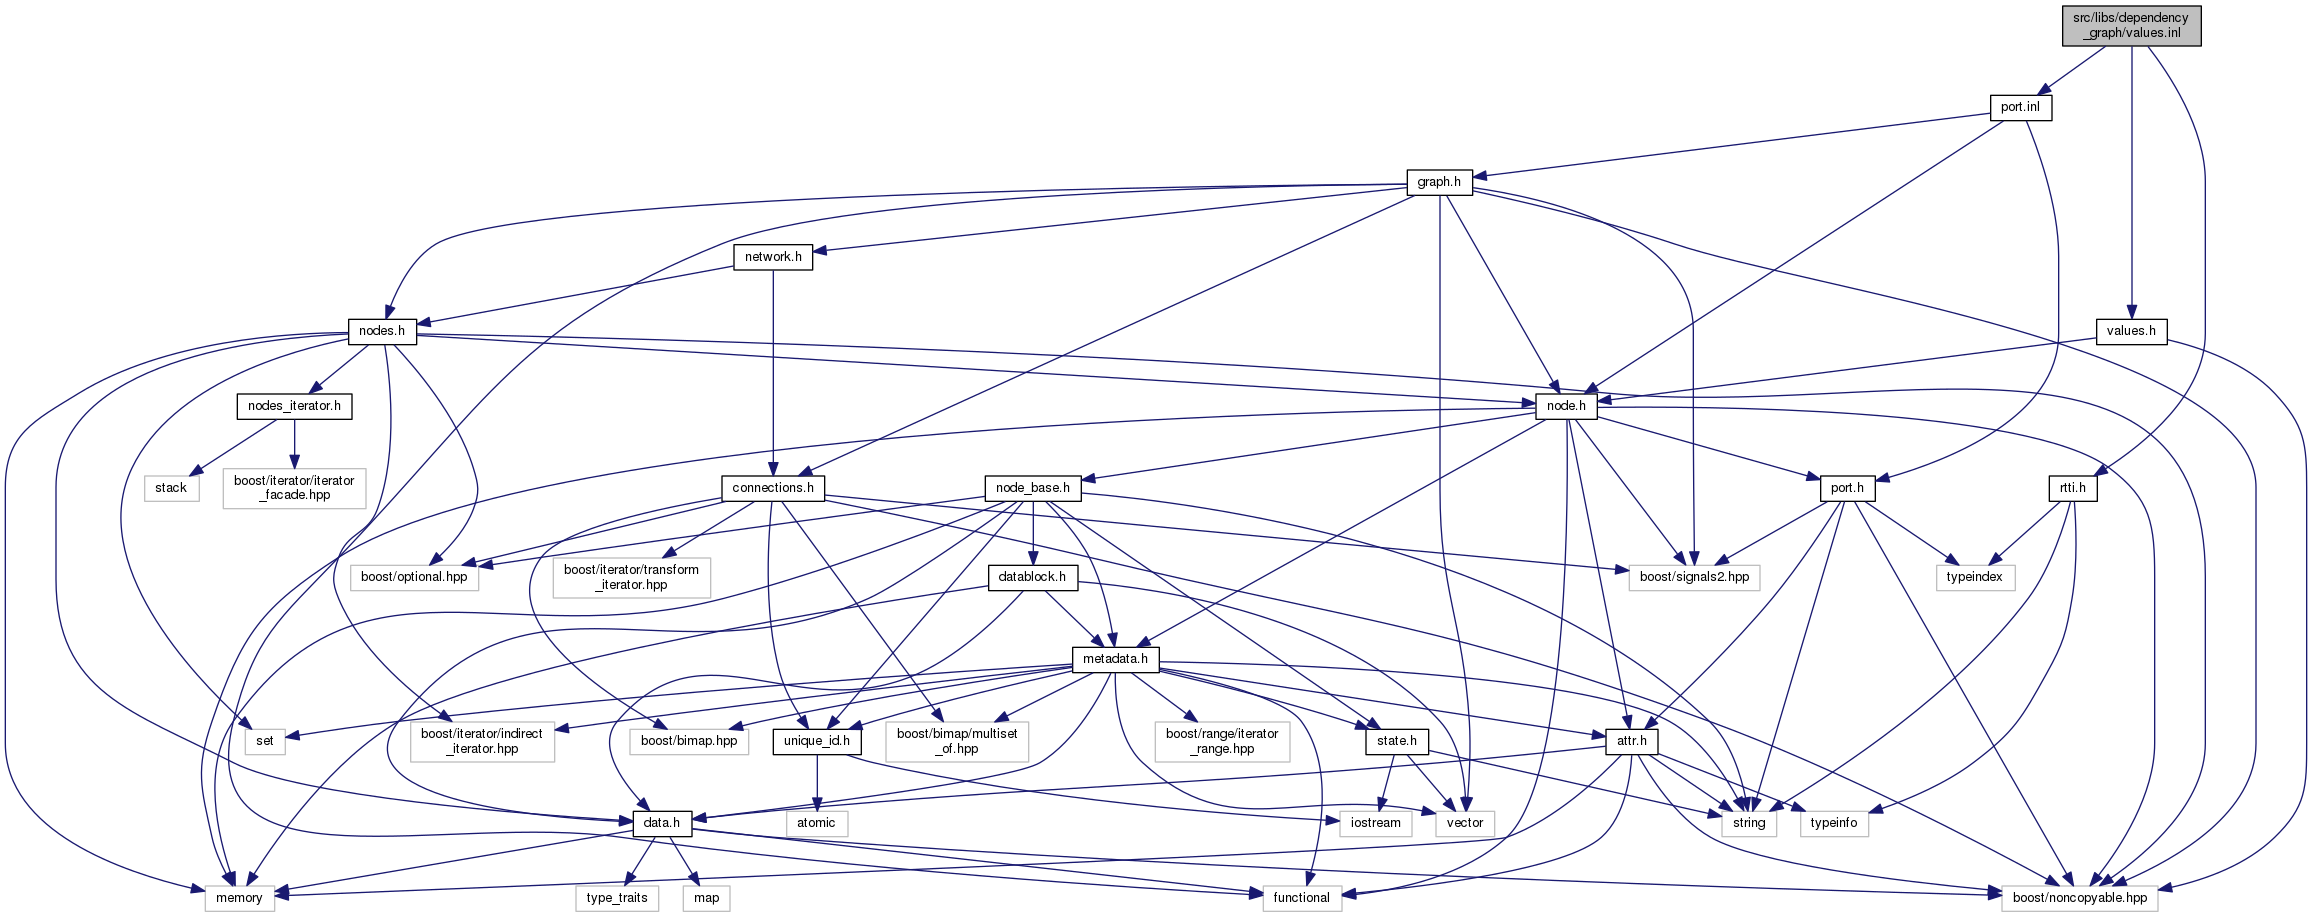 src/libs/dependency
_graph/values.inl
port.inl
graph.h
network.h
nodes.h
values.h
nodes_iterator.h
node.h
stack
boost/iterator/iterator
_facade.hpp
connections.h
node_base.h
port.h
rtti.h
boost/optional.hpp
boost/iterator/transform
_iterator.hpp
datablock.h
boost/signals2.hpp
typeindex
metadata.h
set
boost/iterator/indirect
_iterator.hpp
boost/bimap.hpp
unique_id.h
boost/bimap/multiset
_of.hpp
boost/range/iterator
_range.hpp
state.h
attr.h
data.h
atomic
iostream
vector
string
typeinfo
memory
type_traits
map
functional
boost/noncopyable.hpp